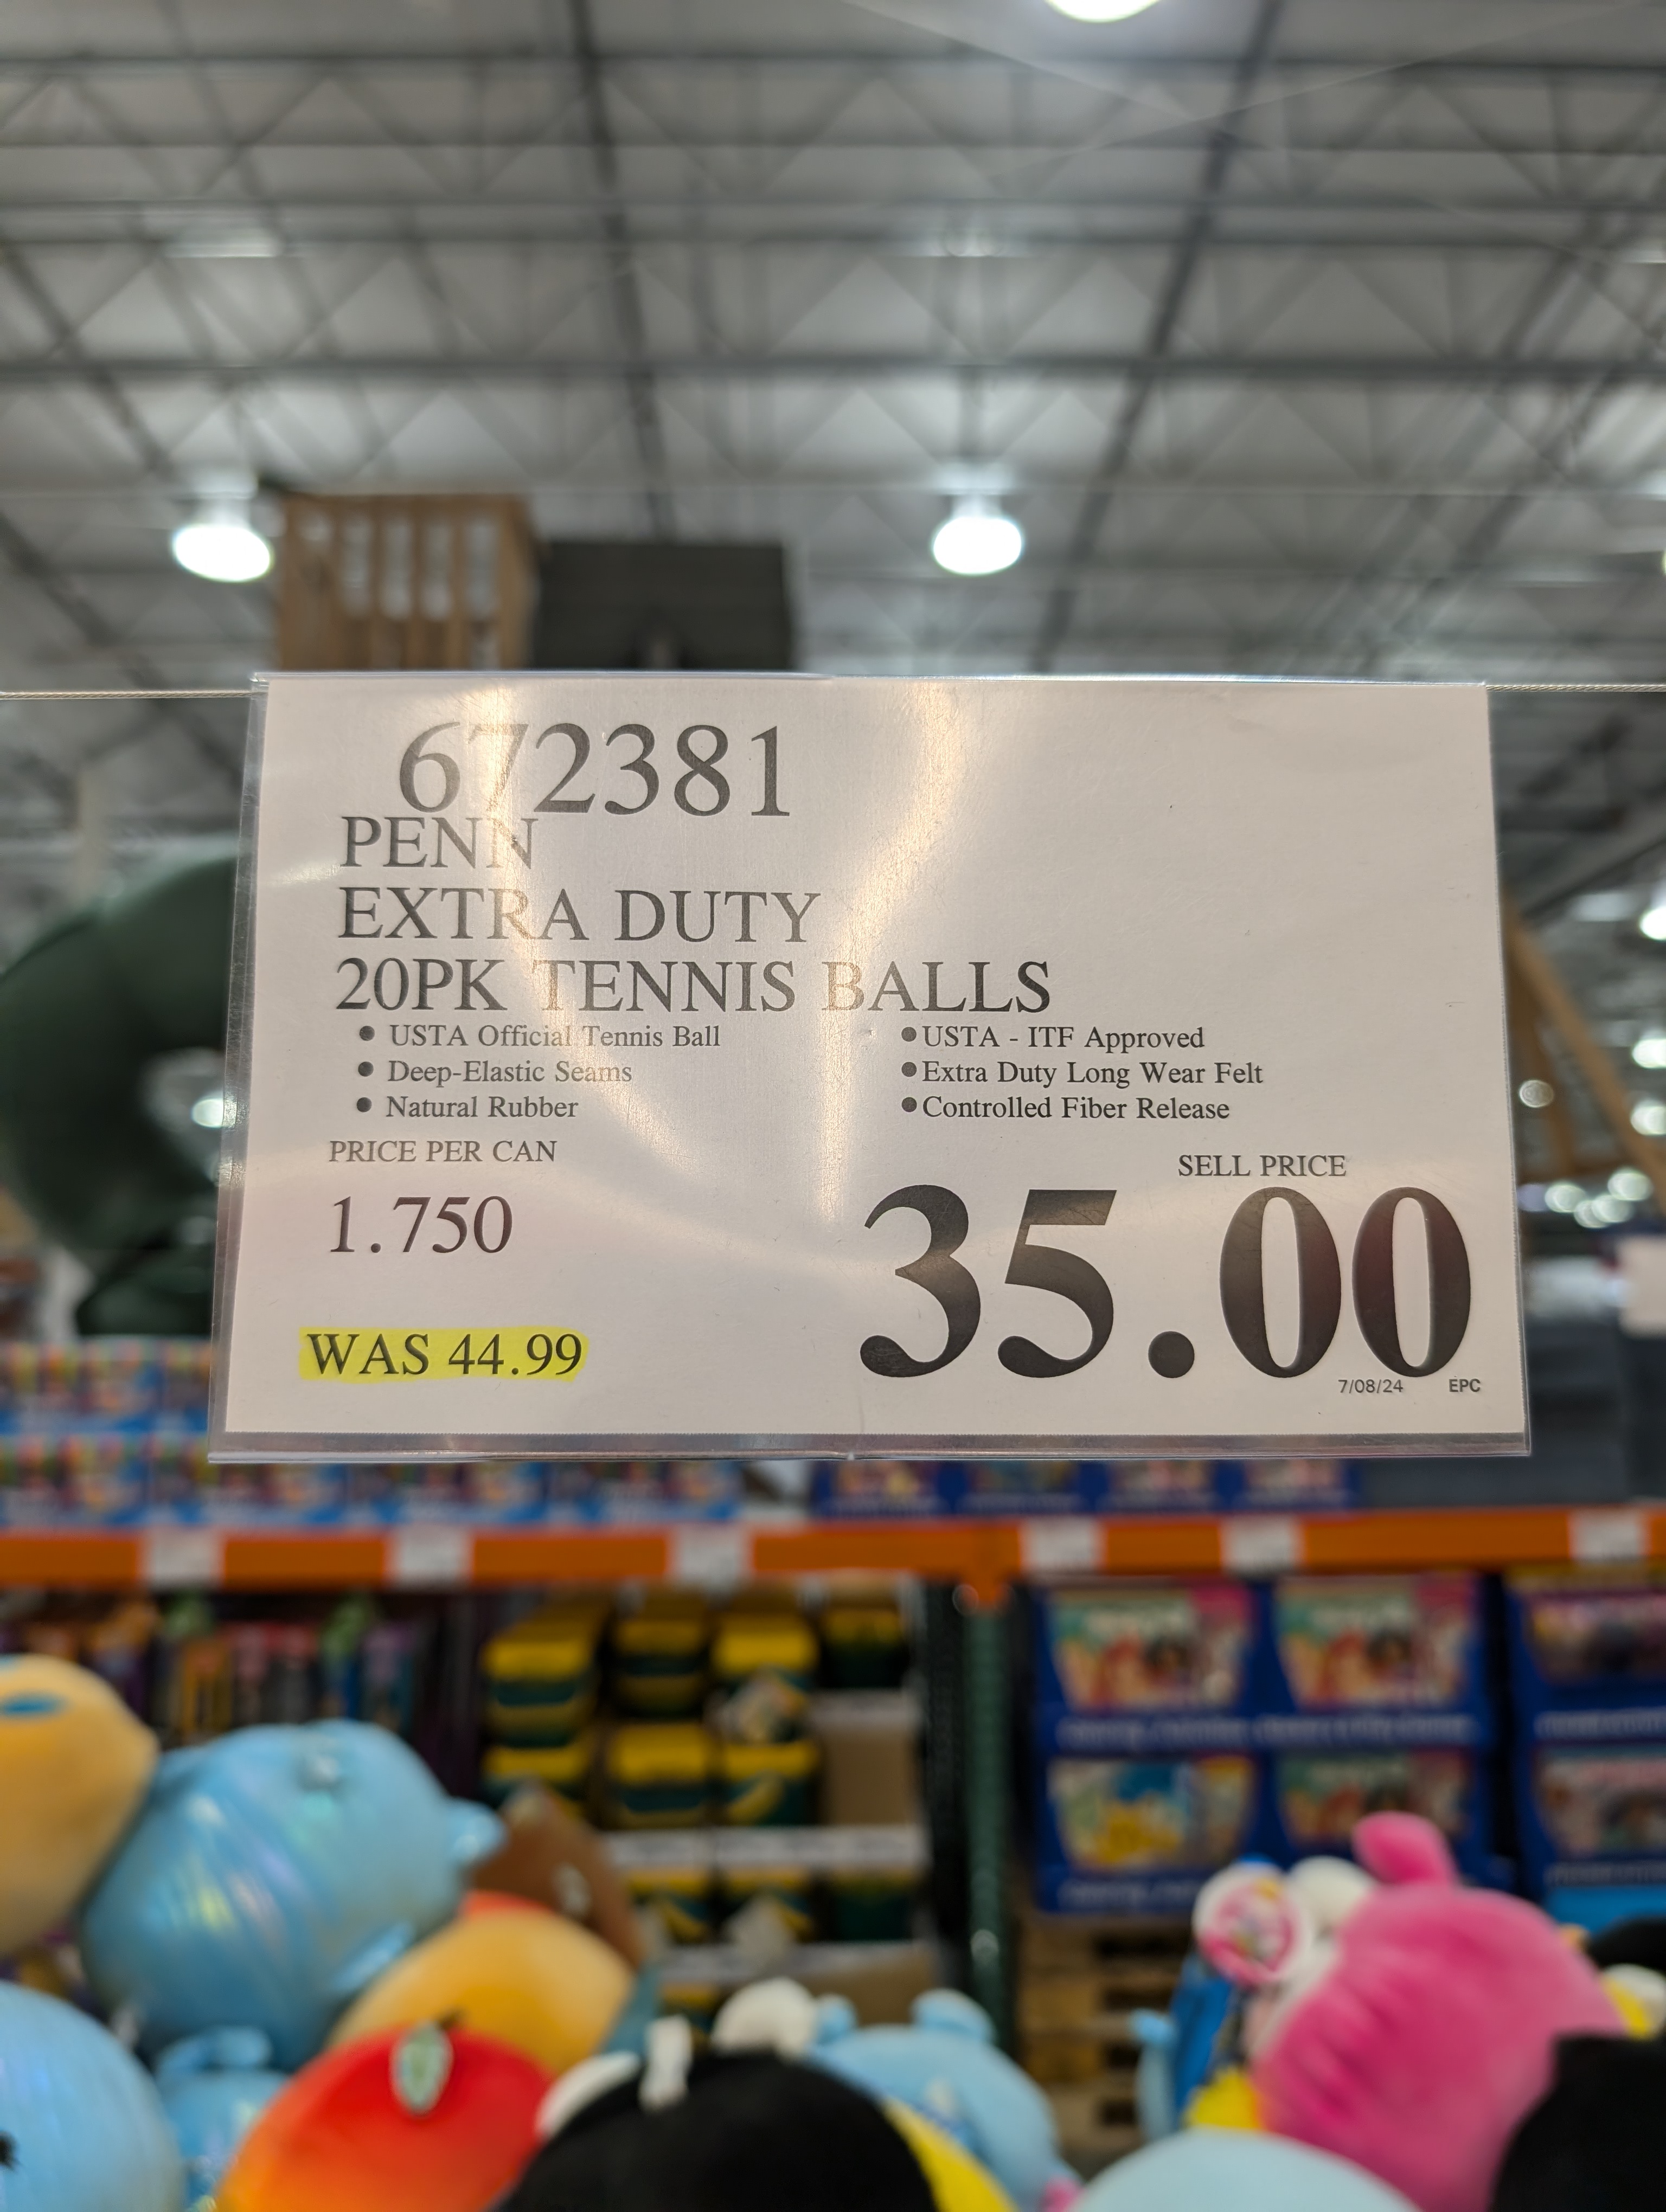 672381
PENN
EXTRA DUTY
20PK TENNIS BALLS
● USTA Official Tennis Ball
● Deep-Elastic Seams
● Natural Rubber
● USTA - ITF Approved
● Extra Duty Long Wear Felt
● Controlled Fiber Release
PRICE PER CAN
1.750
WAS 44.99
SELL PRICE
35.00
7/08/24 EPC